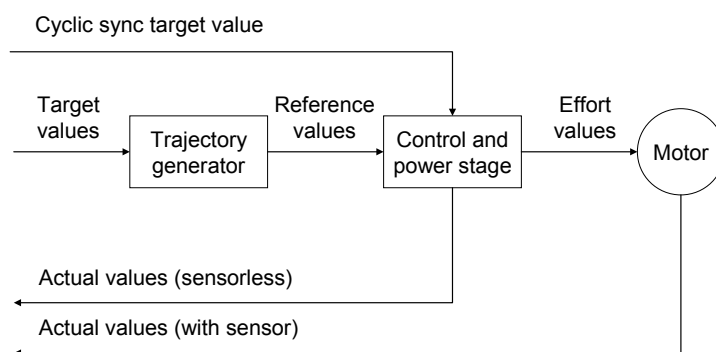 Cyclic sync target value
Target
values
Trajectory
generator
Reference
values
Control and
power stage
Effort
values
Motor
Actual values (sensorless)
Actual values (with sensor)